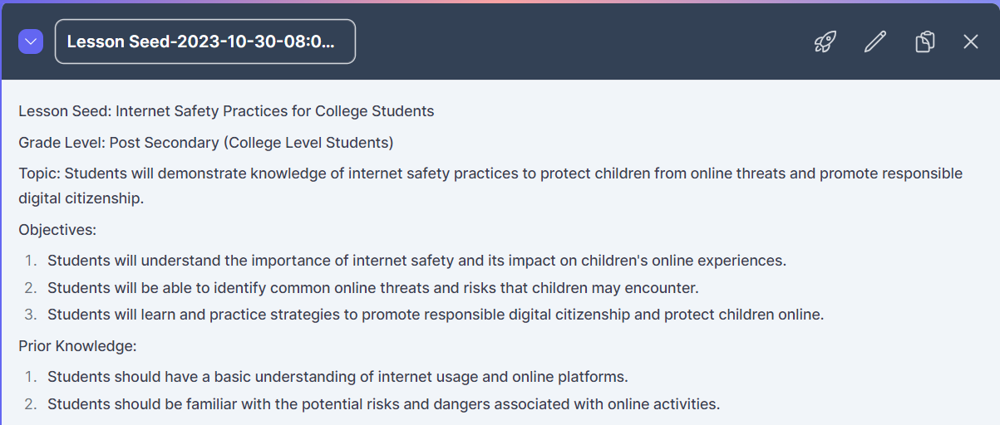 Lesson Seed-2023-10-30-08:0...
Lesson Seed: Internet Safety Practices for College Students
Grade Level: Post Secondary (College Level Students)
Topic: Students will demonstrate knowledge of internet safety practices to protect children from online threats and promote responsible
digital citizenship.
Objectives:
1. Students will understand the importance of internet safety and its impact on children's online experiences.
2. Students will be able to identify common online threats and risks that children may encounter.
3. Students will learn and practice strategies to promote responsible digital citizenship and protect children online.
Prior Knowledge:
1. Students should have a basic understanding of internet usage and online platforms.
2. Students should be familiar with the potential risks and dangers associated with online activities.